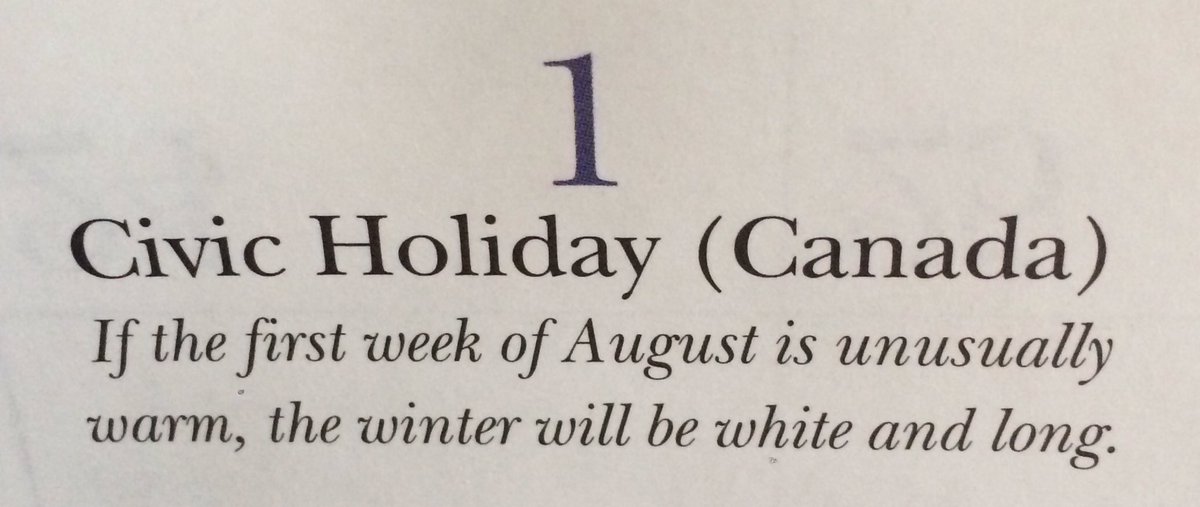 1
Civic Holiday (Canada)
If the first week of August is unusually
warm, the winter will be white and long.